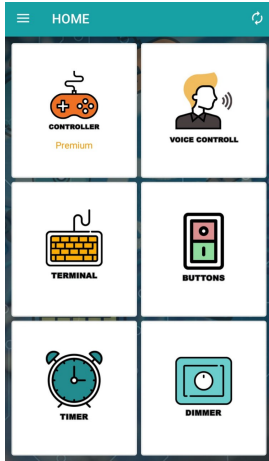 HOME
CONTROLLER
Premium
VOICE CONTROLL
TERMINAL
BUTTONS
TIMER
DIMMER